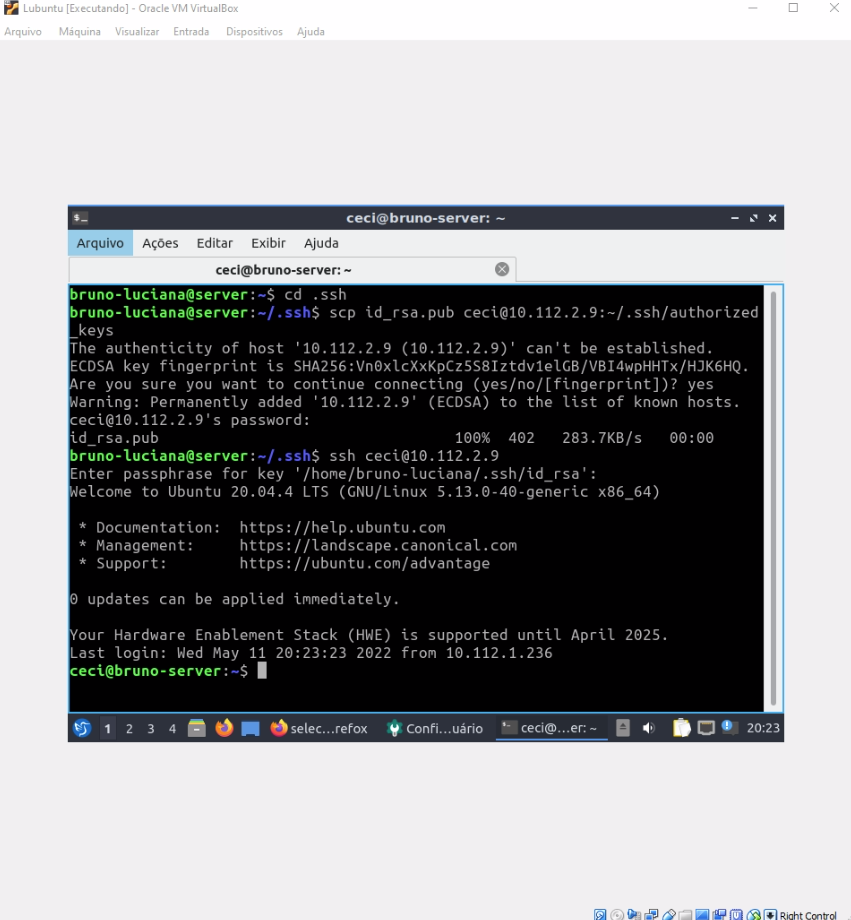 Lubuntu [Executando] - Oracle VM VirtualBox
Arquivo Máquina Visualizar Entrada Dispositivos Ajuda
ceci@bruno-server: ~
Arquivo Ações Editar Exibir Ajuda
ceci@bruno-server: ~
bruno-luciana@server:~$ cd .ssh
bruno-luciana@server:~/.ssh$ scp id_rsa.pub ceci@10.112.2.9:~/.ssh/authorized
_keys
The authenticity of host '10.112.2.9 (10.112.2.9)' can't be established.
ECDSA key fingerprint is SHA256:Vn0xlcXxKpCz5S8Iztdv1elGB/VBI4wpHHTx/HJK6HQ.
Are you sure you want to continue connecting (yes/no/[fingerprint])? yes
Warning: Permanently added '10.112.2.9' (ECDSA) to the list of known hosts.
ceci@10.112.2.9's password:
id_rsa.pub 100% 402 283.7KB/s 00:00
bruno-luciana@server:~/.ssh$ ssh ceci@10.112.2.9
Enter passphrase for key '/home/bruno-luciana/.ssh/id_rsa':
Welcome to Ubuntu 20.04.4 LTS (GNU/Linux 5.13.0-40-generic x86_64)
* Documentation: https://help.ubuntu.com
* Management: https://landscape.canonical.com
* Support: https://ubuntu.com/advantage
0 updates can be applied immediately.
Your Hardware Enablement Stack (HWE) is supported until April 2025.
Last login: Wed May 11 20:23:23 2022 from 10.112.1.236
ceci@bruno-server:~$
1 2 3 4 selec...refox Confi...uário ceci@...er: ~ 20:23
Right Control